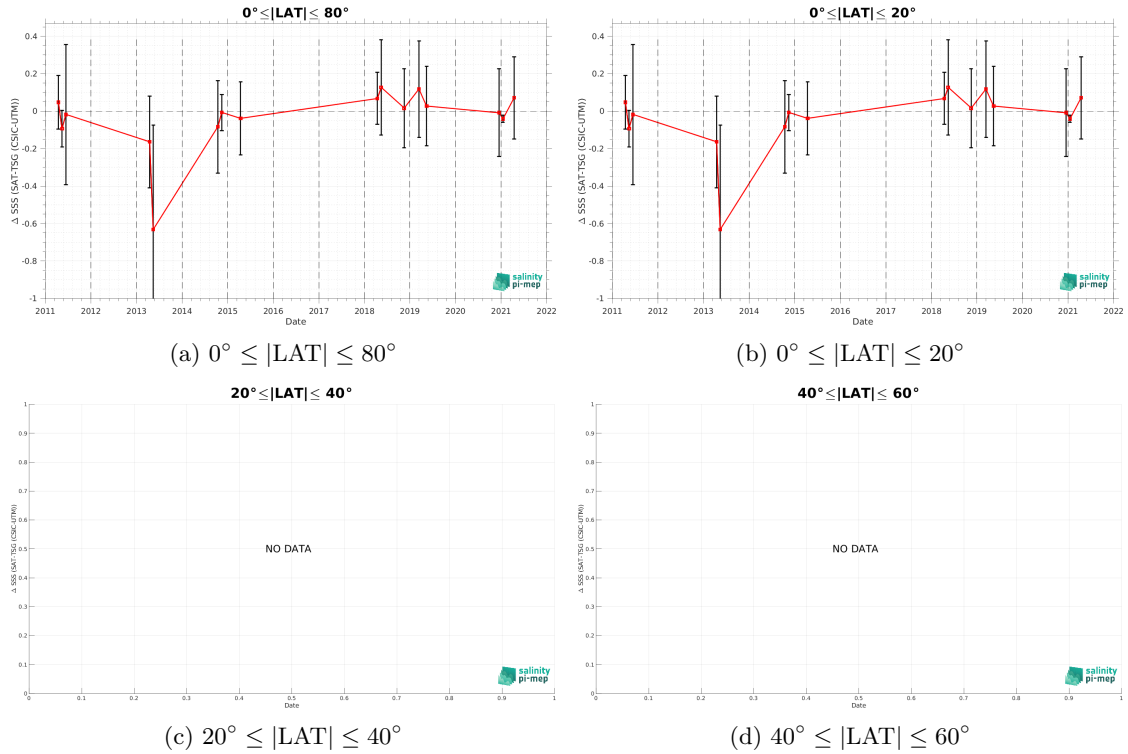 0°≤|LAT|≤ 80°
0.4
0.2
0
-0.2
-0.4
-0.6
-0.8
-1
Δ SSS (SAT-TSG (CSIC-UTM))
2011 2012 2013 2014 2015 2016 2017 2018 2019 2020 2021 2022
Date
salinity
pi-mep
(a) 0° ≤ |LAT| ≤ 80°
0°≤|LAT|≤ 20°
0.4
0.2
0
-0.2
-0.4
-0.6
-0.8
-1
Δ SSS (SAT-TSG (CSIC-UTM))
2011 2012 2013 2014 2015 2016 2017 2018 2019 2020 2021 2022
Date
salinity
pi-mep
(b) 0° ≤ |LAT| ≤ 20°
20°≤|LAT|≤ 40°
1
0.9
0.8
0.7
0.6
0.5
0.4
0.3
0.2
0.1
0
Δ SSS (SAT-TSG (CSIC-UTM))
NO DATA
0 0.1 0.2 0.3 0.4 0.5 0.6 0.7 0.8 0.9 1
Date
salinity
pi-mep
(c) 20° ≤ |LAT| ≤ 40°
40°≤|LAT|≤ 60°
1
0.9
0.8
0.7
0.6
0.5
0.4
0.3
0.2
0.1
0
Δ SSS (SAT-TSG (CSIC-UTM))
NO DATA
0 0.1 0.2 0.3 0.4 0.5 0.6 0.7 0.8 0.9 1
Date
salinity
pi-mep
(d) 40° ≤ |LAT| ≤ 60°